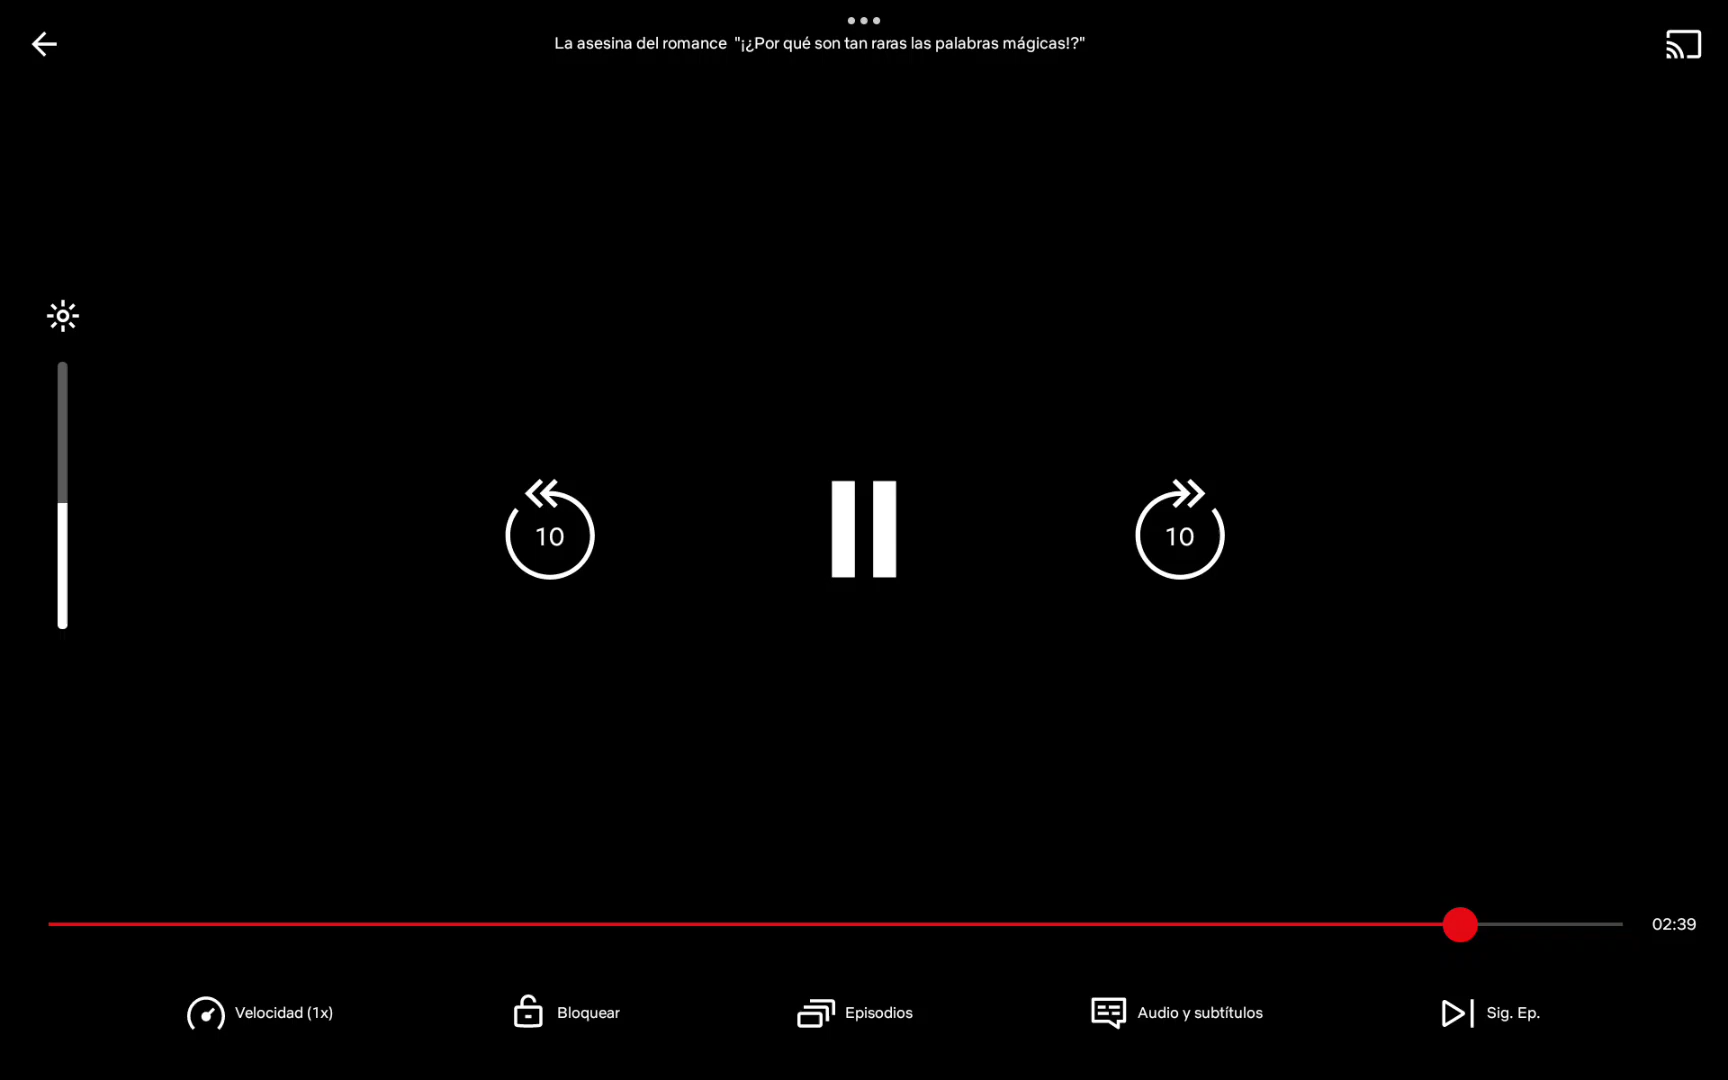 La asesina del romance "¡¿Por qué son tan raras las palabras mágicas!?"
10
10
02:39
Velocidad (1x)
Bloquear
Episodios
Audio y subtítulos
Sig. Ep.